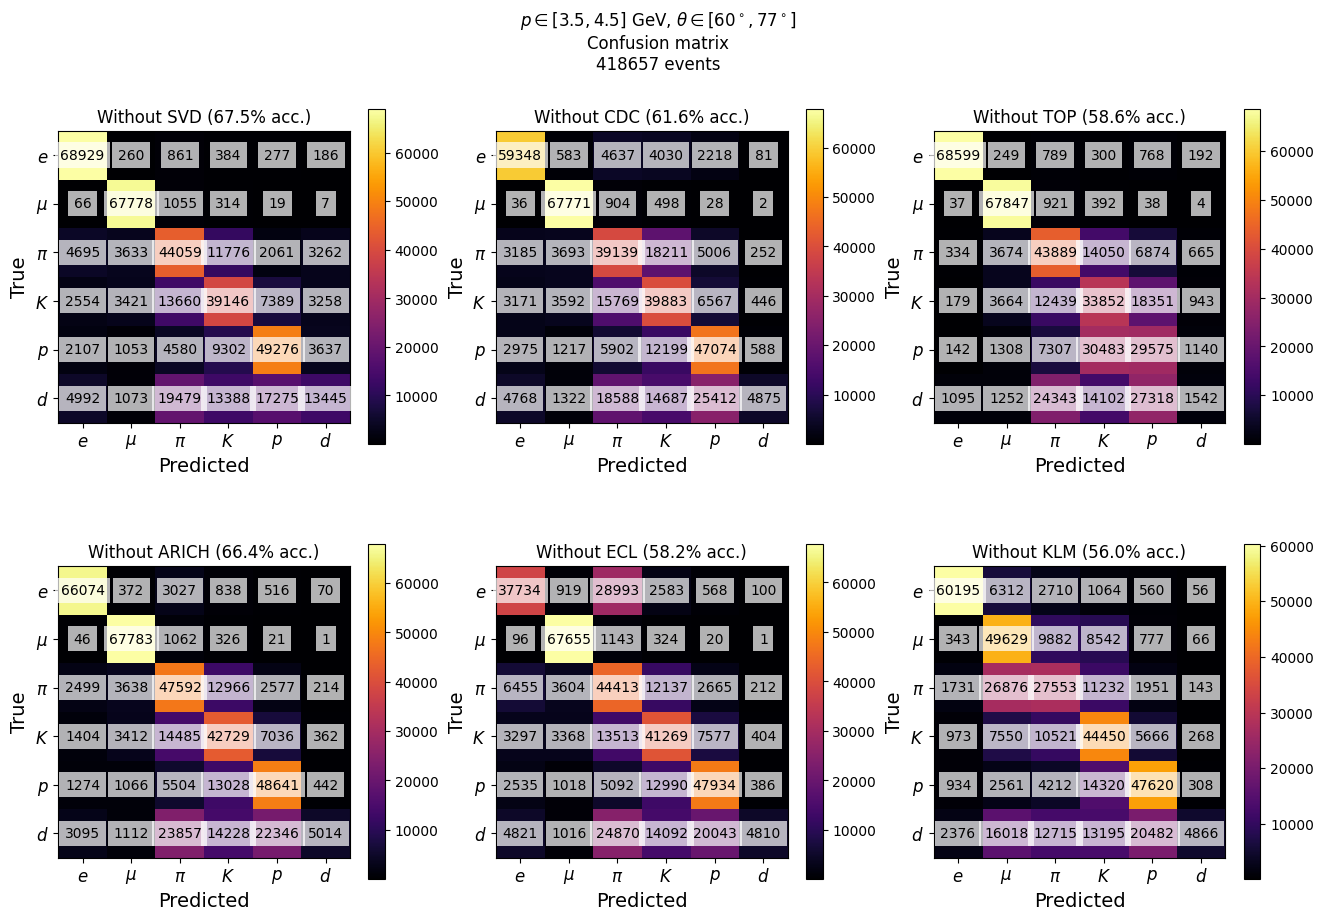 p ∈ [3.5, 4.5] GeV, θ ∈ [60°, 77°]
Confusion matrix
418657 events
Without SVD (67.5% acc.)
True
e 68929 260 861 384 277 186
μ 66 67778 1055 314 19 7
π 4695 3633 44059 11776 2061 3262
K 2554 3421 13660 39146 7389 3258
p 2107 1053 4580 9302 49276 3637
d 4992 1073 19479 13388 17275 13445
e μ π K p d
Predicted
60000
50000
40000
30000
20000
10000
Without CDC (61.6% acc.)
True
e 59348 583 4637 4030 2218 81
μ 36 67771 904 498 28 2
π 3185 3693 39139 18211 5006 252
K 3171 3592 15769 39883 6567 446
p 2975 1217 5902 12199 47074 588
d 4768 1322 18588 14687 25412 4875
e μ π K p d
Predicted
60000
50000
40000
30000
20000
10000
Without TOP (58.6% acc.)
True
e 68599 249 789 300 768 192
μ 37 67847 921 392 38 4
π 334 3674 43889 14050 6874 665
K 179 3664 12439 33852 18351 943
p 142 1308 7307 30483 29575 1140
d 1095 1252 24343 14102 27318 1542
e μ π K p d
Predicted
60000
50000
40000
30000
20000
10000
Without ARICH (66.4% acc.)
True
e 66074 372 3027 838 516 70
μ 46 67783 1062 326 21 1
π 2499 3638 47592 12966 2577 214
K 1404 3412 14485 42729 7036 362
p 1274 1066 5504 13028 48641 442
d 3095 1112 23857 14228 22346 5014
e μ π K p d
Predicted
60000
50000
40000
30000
20000
10000
Without ECL (58.2% acc.)
True
e 37734 919 28993 2583 568 100
μ 96 67655 1143 324 20 1
π 6455 3604 44413 12137 2665 212
K 3297 3368 13513 41269 7577 404
p 2535 1018 5092 12990 47934 386
d 4821 1016 24870 14092 20043 4810
e μ π K p d
Predicted
60000
50000
40000
30000
20000
10000
Without KLM (56.0% acc.)
True
e 60195 6312 2710 1064 560 56
μ 343 49629 9882 8542 777 66
π 1731 26876 27553 11232 1951 143
K 973 7550 10521 44450 5666 268
p 934 2561 4212 14320 47620 308
d 2376 16018 12715 13195 20482 4866
e μ π K p d
Predicted
60000
50000
40000
30000
20000
10000